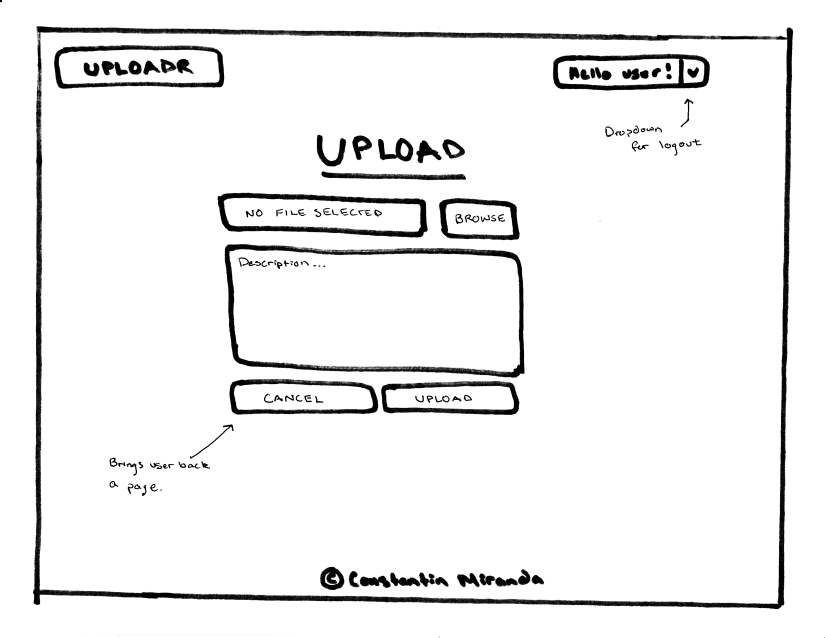 UPLOADR
Hello user! v
Dropdown
for logout
UPLOAD
NO FILE SELECTED
BROWSE
Description...
CANCEL
UPLOAD
Brings user back
a page.
© Constantin Miranda